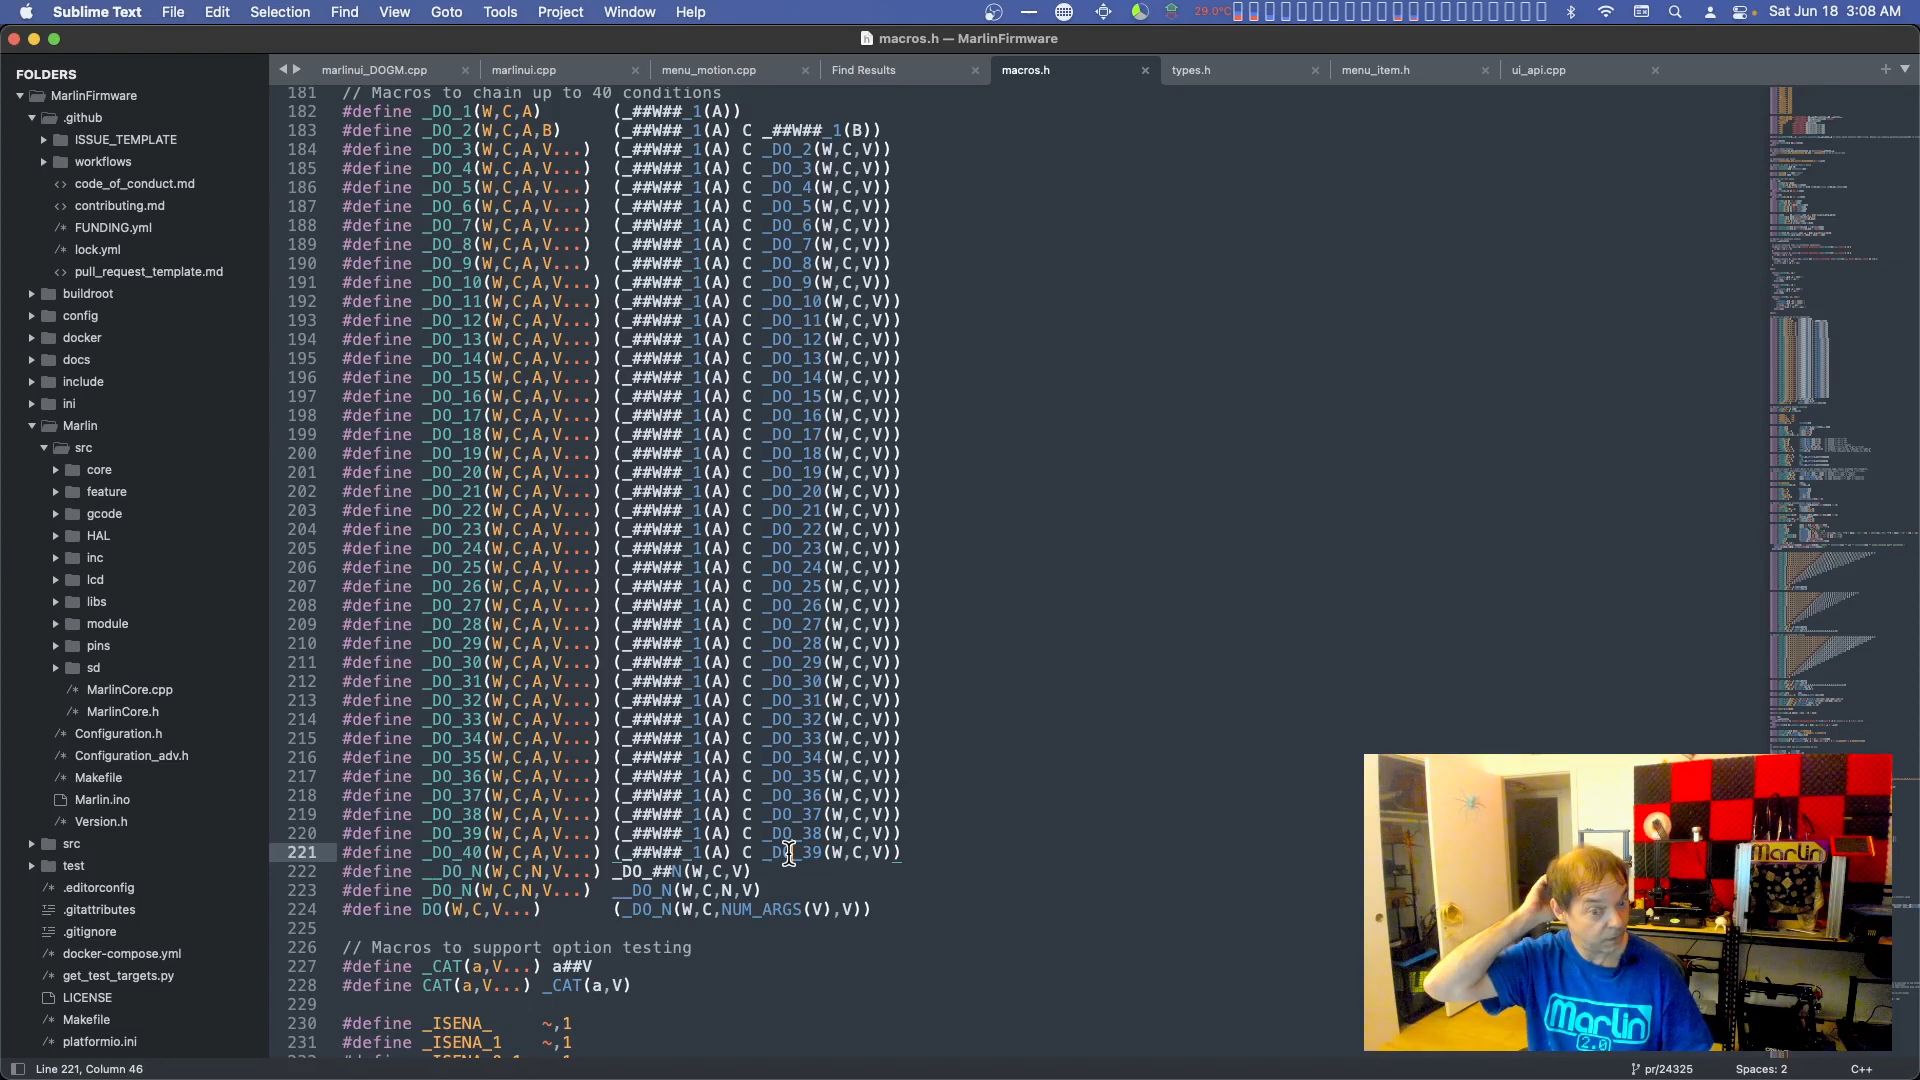 Sublime Text File Edit Selection Find View Goto Tools Project Window Help 29.0°C Sat Jun 18 3:08 AM
macros.h — MarlinFirmware
FOLDERS
MarlinFirmware
.github
ISSUE_TEMPLATE
workflows
<> code_of_conduct.md
<> contributing.md
/* FUNDING.yml
/* lock.yml
<> pull_request_template.md
buildroot
config
docker
docs
include
ini
Marlin
src
core
feature
gcode
HAL
inc
lcd
libs
module
pins
sd
/* MarlinCore.cpp
/* MarlinCore.h
/* Configuration.h
/* Configuration_adv.h
/* Makefile
Marlin.ino
/* Version.h
src
test
.editorconfig
.gitattributes
.gitignore
/* docker-compose.yml
/* get_test_targets.py
LICENSE
/* Makefile
/* platformio.ini
marlinui_DOGM.cpp × marlinui.cpp × menu_motion.cpp × Find Results × macros.h × types.h × menu_item.h × ui_api.cpp ×
181 // Macros to chain up to 40 conditions
182 #define _DO_1(W,C,A) (_##W##_1(A))
183 #define _DO_2(W,C,A,B) (_##W##_1(A) C _##W##_1(B))
184 #define _DO_3(W,C,A,V...) (_##W##_1(A) C _DO_2(W,C,V))
185 #define _DO_4(W,C,A,V...) (_##W##_1(A) C _DO_3(W,C,V))
186 #define _DO_5(W,C,A,V...) (_##W##_1(A) C _DO_4(W,C,V))
187 #define _DO_6(W,C,A,V...) (_##W##_1(A) C _DO_5(W,C,V))
188 #define _DO_7(W,C,A,V...) (_##W##_1(A) C _DO_6(W,C,V))
189 #define _DO_8(W,C,A,V...) (_##W##_1(A) C _DO_7(W,C,V))
190 #define _DO_9(W,C,A,V...) (_##W##_1(A) C _DO_8(W,C,V))
191 #define _DO_10(W,C,A,V...) (_##W##_1(A) C _DO_9(W,C,V))
192 #define _DO_11(W,C,A,V...) (_##W##_1(A) C _DO_10(W,C,V))
193 #define _DO_12(W,C,A,V...) (_##W##_1(A) C _DO_11(W,C,V))
194 #define _DO_13(W,C,A,V...) (_##W##_1(A) C _DO_12(W,C,V))
195 #define _DO_14(W,C,A,V...) (_##W##_1(A) C _DO_13(W,C,V))
196 #define _DO_15(W,C,A,V...) (_##W##_1(A) C _DO_14(W,C,V))
197 #define _DO_16(W,C,A,V...) (_##W##_1(A) C _DO_15(W,C,V))
198 #define _DO_17(W,C,A,V...) (_##W##_1(A) C _DO_16(W,C,V))
199 #define _DO_18(W,C,A,V...) (_##W##_1(A) C _DO_17(W,C,V))
200 #define _DO_19(W,C,A,V...) (_##W##_1(A) C _DO_18(W,C,V))
201 #define _DO_20(W,C,A,V...) (_##W##_1(A) C _DO_19(W,C,V))
202 #define _DO_21(W,C,A,V...) (_##W##_1(A) C _DO_20(W,C,V))
203 #define _DO_22(W,C,A,V...) (_##W##_1(A) C _DO_21(W,C,V))
204 #define _DO_23(W,C,A,V...) (_##W##_1(A) C _DO_22(W,C,V))
205 #define _DO_24(W,C,A,V...) (_##W##_1(A) C _DO_23(W,C,V))
206 #define _DO_25(W,C,A,V...) (_##W##_1(A) C _DO_24(W,C,V))
207 #define _DO_26(W,C,A,V...) (_##W##_1(A) C _DO_25(W,C,V))
208 #define _DO_27(W,C,A,V...) (_##W##_1(A) C _DO_26(W,C,V))
209 #define _DO_28(W,C,A,V...) (_##W##_1(A) C _DO_27(W,C,V))
210 #define _DO_29(W,C,A,V...) (_##W##_1(A) C _DO_28(W,C,V))
211 #define _DO_30(W,C,A,V...) (_##W##_1(A) C _DO_29(W,C,V))
212 #define _DO_31(W,C,A,V...) (_##W##_1(A) C _DO_30(W,C,V))
213 #define _DO_32(W,C,A,V...) (_##W##_1(A) C _DO_31(W,C,V))
214 #define _DO_33(W,C,A,V...) (_##W##_1(A) C _DO_32(W,C,V))
215 #define _DO_34(W,C,A,V...) (_##W##_1(A) C _DO_33(W,C,V))
216 #define _DO_35(W,C,A,V...) (_##W##_1(A) C _DO_34(W,C,V))
217 #define _DO_36(W,C,A,V...) (_##W##_1(A) C _DO_35(W,C,V))
218 #define _DO_37(W,C,A,V...) (_##W##_1(A) C _DO_36(W,C,V))
219 #define _DO_38(W,C,A,V...) (_##W##_1(A) C _DO_37(W,C,V))
220 #define _DO_39(W,C,A,V...) (_##W##_1(A) C _DO_38(W,C,V))
221 #define _DO_40(W,C,A,V...) (_##W##_1(A) C _DO_39(W,C,V))
222 #define __DO_N(W,C,N,V...) _DO_##N(W,C,V)
223 #define _DO_N(W,C,N,V...) __DO_N(W,C,N,V)
224 #define DO(W,C,V...) (_DO_N(W,C,NUM_ARGS(V),V))
225
226 // Macros to support option testing
227 #define _CAT(a,V...) a##V
228 #define CAT(a,V...) _CAT(a,V)
229
230 #define _ISENA_ ~,1
231 #define _ISENA_1 ~,1
Marlin
Marlin
2.0
Line 221, Column 46 pr/24325 Spaces: 2 C++